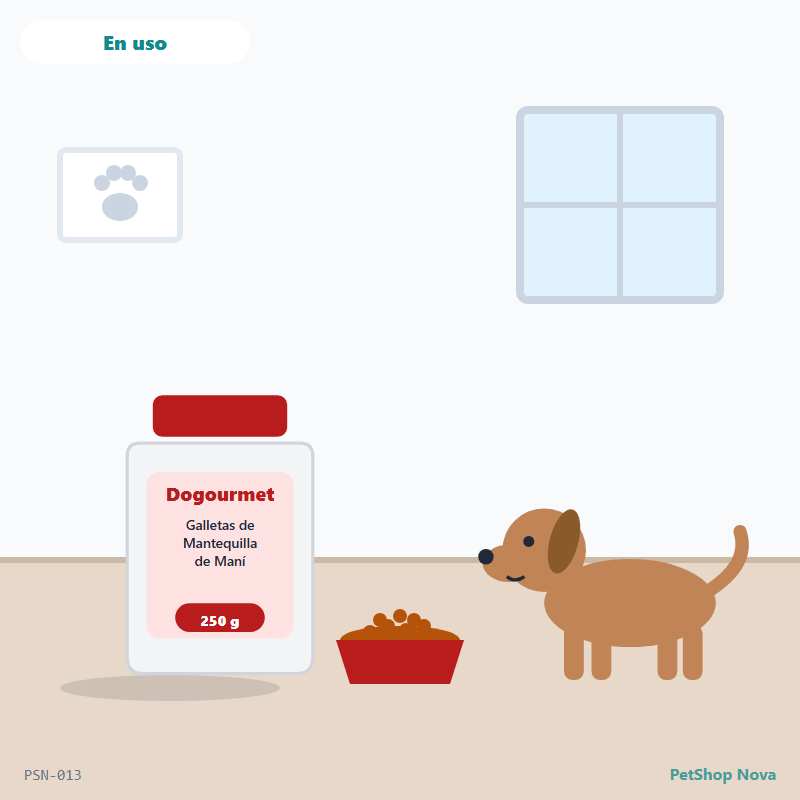 En uso
Dogourmet
Galletas de
Mantequilla
de Maní
250 g
PSN-013
PetShop Nova